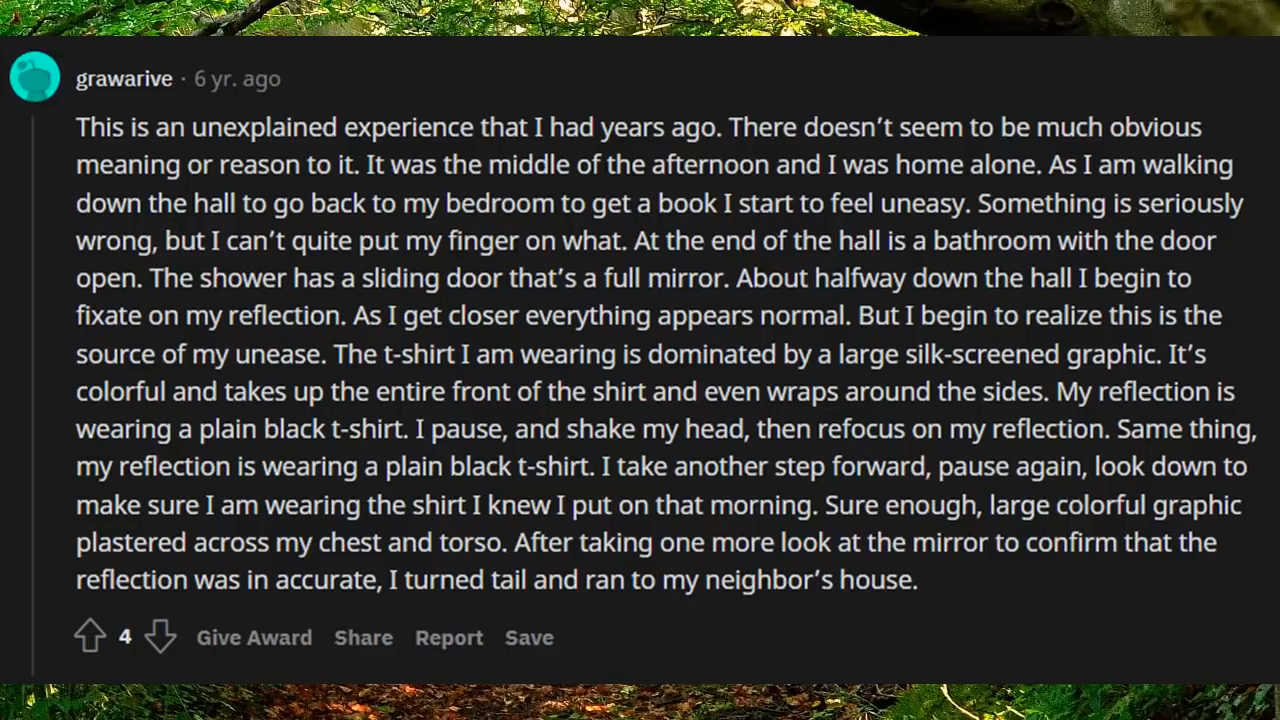 grawarive · 6 yr. ago
This is an unexplained experience that I had years ago. There doesn't seem to be much obvious
meaning or reason to it. It was the middle of the afternoon and I was home alone. As I am walking
down the hall to go back to my bedroom to get a book I start to feel uneasy. Something is seriously
wrong, but I can't quite put my finger on what. At the end of the hall is a bathroom with the door
open. The shower has a sliding door that's a full mirror. About halfway down the hall I begin to
fixate on my reflection. As I get closer everything appears normal. But I begin to realize this is the
source of my unease. The t-shirt I am wearing is dominated by a large silk-screened graphic. It's
colorful and takes up the entire front of the shirt and even wraps around the sides. My reflection is
wearing a plain black t-shirt. I pause, and shake my head, then refocus on my reflection. Same thing,
my reflection is wearing a plain black t-shirt. I take another step forward, pause again, look down to
make sure I am wearing the shirt I knew I put on that morning. Sure enough, large colorful graphic
plastered across my chest and torso. After taking one more look at the mirror to confirm that the
reflection was in accurate, I turned tail and ran to my neighbor's house.
4 Give Award Share Report Save